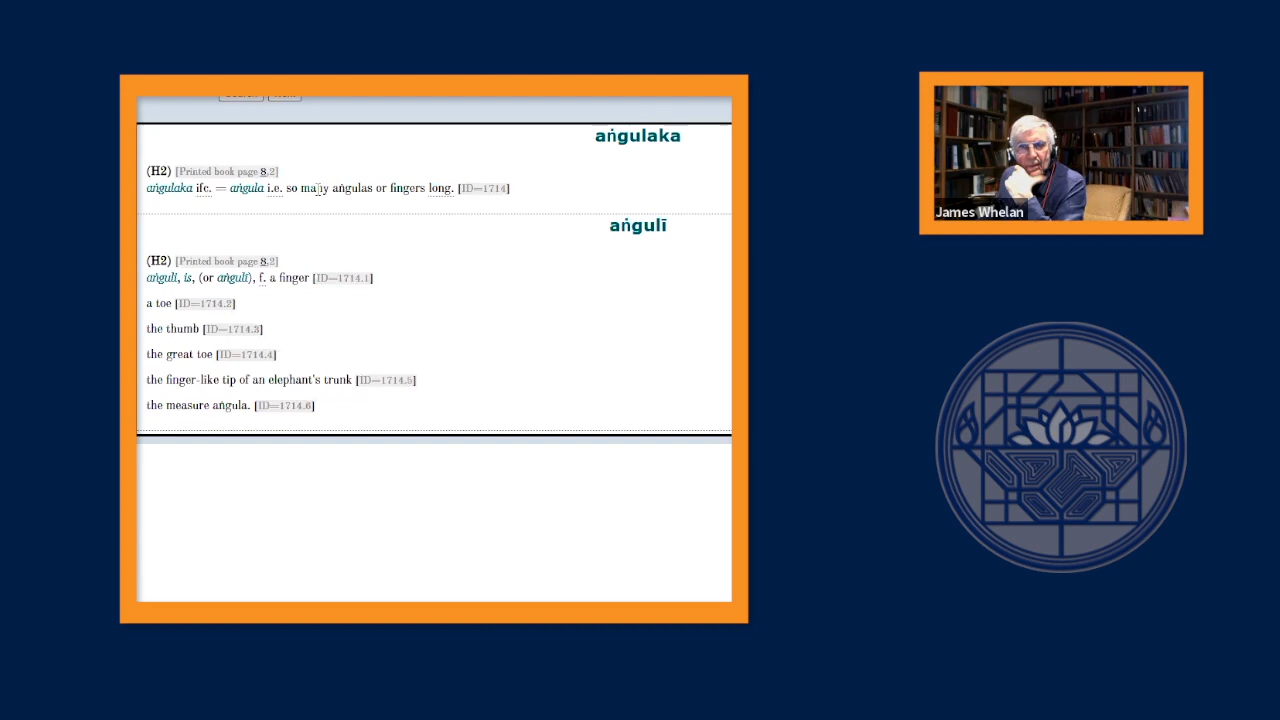 aṅgulaka
(H2) [Printed book page 8,2]
aṅgulaka ifc. = aṅgula i.e. so many aṅgulas or fingers long. [ID=1714]
aṅgulī
(H2) [Printed book page 8,2]
aṅguli, is, (or aṅgulī), f. a finger [ID=1714.1]
a toe [ID=1714.2]
the thumb [ID=1714.3]
the great toe [ID=1714.4]
the finger-like tip of an elephant's trunk [ID=1714.5]
the measure aṅgula. [ID=1714.6]
James Whelan